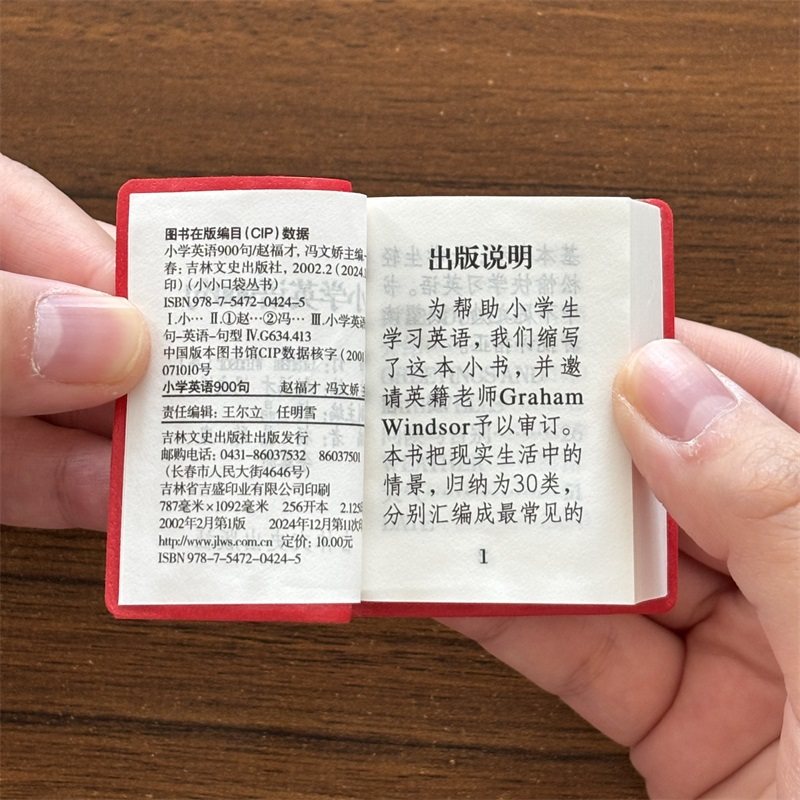 图书在版编目(CIP)数据
小学英语900句/赵福才,冯文娇主编.-
春:吉林文史出版社,2002.2(2024.
印)(小小口袋丛书)
ISBN 978-7-5472-0424-5
Ⅰ.小… Ⅱ.①赵…②冯… Ⅲ.小学英语
句-英语-句型 Ⅳ.G634.413
中国版本图书馆CIP数据核字(2001
071010号
小学英语900句 赵福才 冯文娇
责任编辑:王尔立 任明雪
吉林文史出版社出版发行
邮购电话:0431-86037532 86037501
(长春市人民大街4646号)
吉林省吉盛印业有限公司印刷
787毫米×1092毫米 256开本 2.125
2002年2月第1版 2024年12月第11次
http://www.jlws.com.cn 定价:10.00元
ISBN 978-7-5472-0424-5
出版说明
为帮助小学生
学习英语,我们缩写
了这本小书,并邀
请英籍老师Graham
Windsor予以审订。
本书把现实生活中的
情景,归纳为30类,
分别汇编成最常见的
1